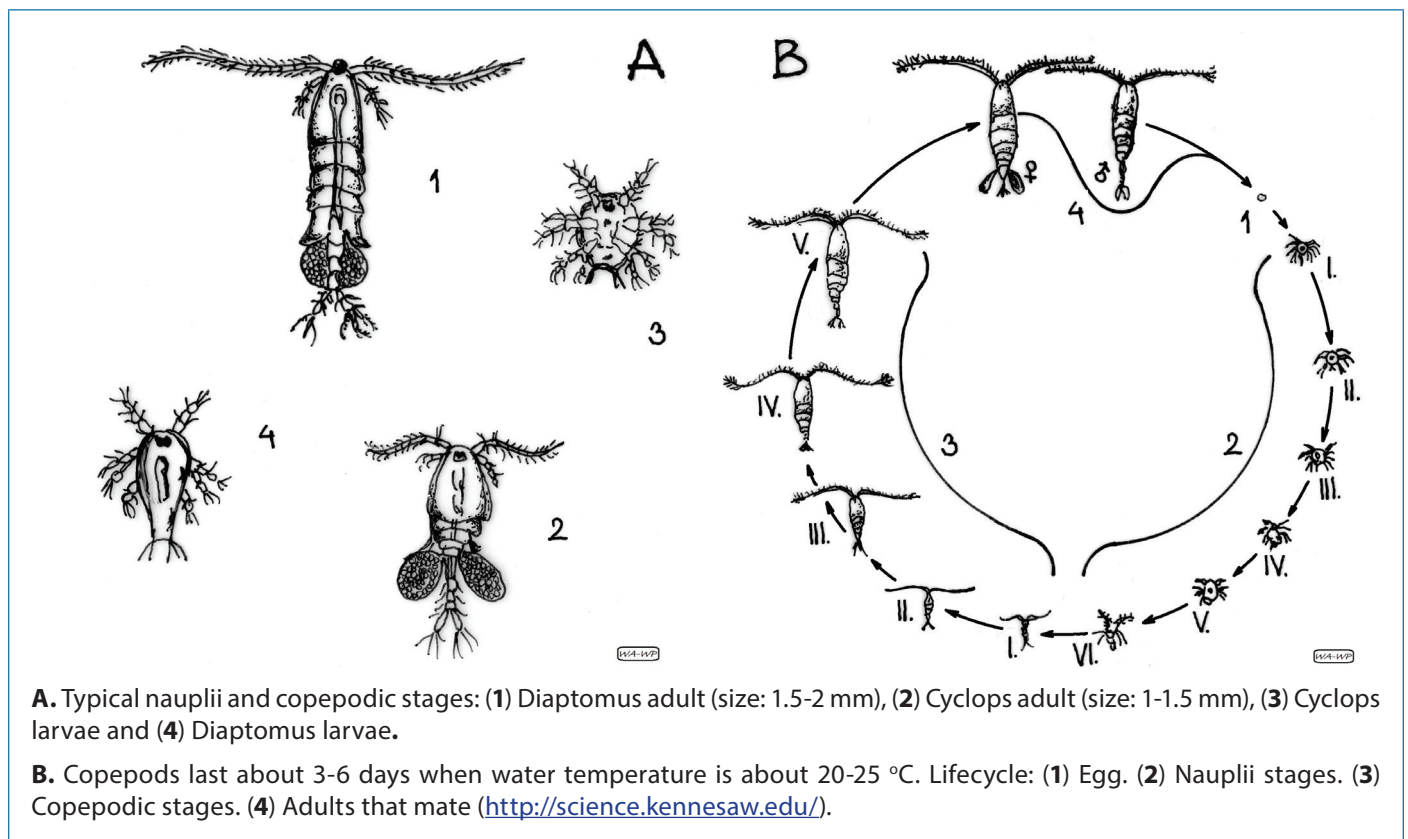 A
B
1
3
4
2
♀
♂
4
1
I.
II.
III.
IV.
V.
VI.
I.
II.
III.
IV.
V.
3
2
WA-WP
WA-WP
A. Typical nauplii and copepodic stages: (1) Diaptomus adult (size: 1.5-2 mm), (2) Cyclops adult (size: 1-1.5 mm), (3) Cyclops
larvae and (4) Diaptomus larvae.
B. Copepods last about 3-6 days when water temperature is about 20-25 °C. Lifecycle: (1) Egg. (2) Nauplii stages. (3)
Copepodic stages. (4) Adults that mate (http://science.kennesaw.edu/).